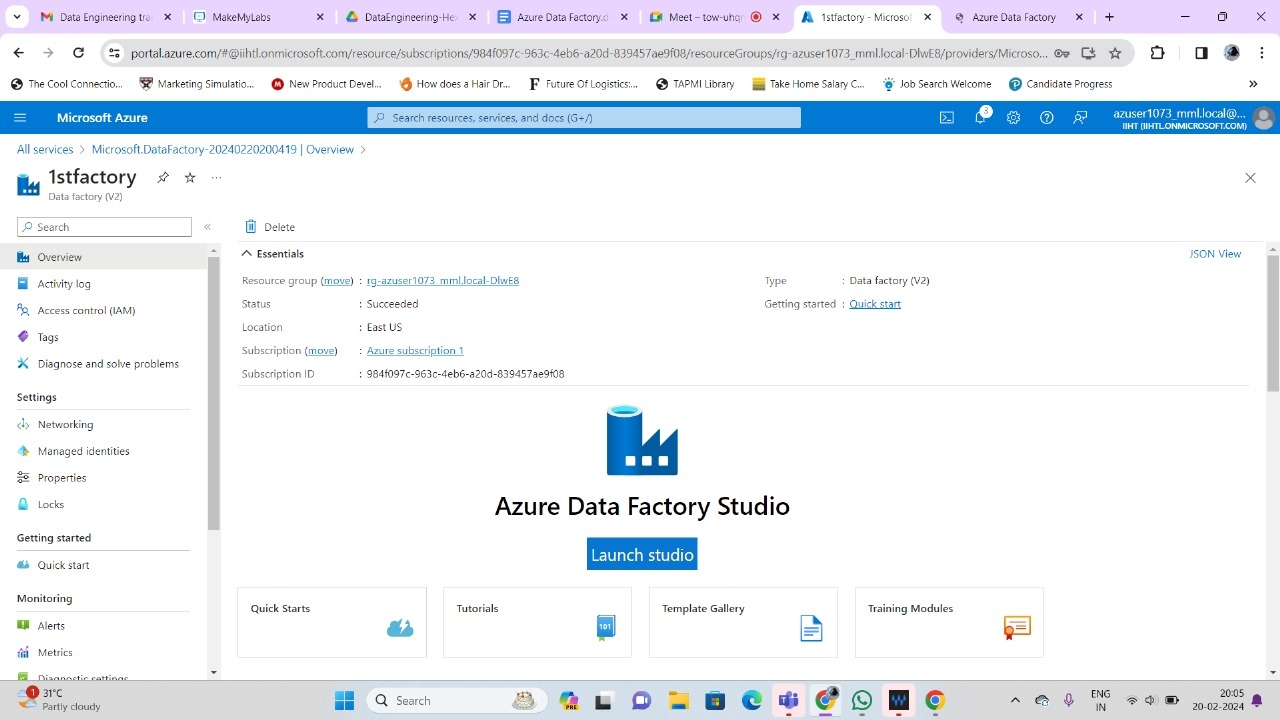 Data Engineering tra
MakeMyLabs
DataEngineering-He
Azure Data Factory.d
Meet – tow-uhq
1stfactory - Microsof
Azure Data Factory
portal.azure.com/#@iihtl.onmicrosoft.com/resource/subscriptions/984f097c-963c-4eb6-a20d-839457ae9f08/resourceGroups/rg-azuser1073_mml.local-DlwE8/providers/Microso...
The Cool Connectio...
Marketing Simulatio...
New Product Devel...
How does a Hair Dr...
Future Of Logistics:...
TAPMI Library
Take Home Salary C...
Job Search Welcome
Candidate Progress
»
Microsoft Azure
Search resources, services, and docs (G+/)
3
azuser1073_mml.local@...
IIHT (IIHTL.ONMICROSOFT.COM)
All services > Microsoft.DataFactory-20240220200419 | Overview >
1stfactory
...
Data factory (V2)
Search
«
Delete
Overview
Activity log
Access control (IAM)
Tags
Diagnose and solve problems
Settings
Networking
Managed identities
Properties
Locks
Getting started
Quick start
Monitoring
Alerts
Metrics
Diagnostic settings
Essentials
JSON View
Resource group (move) : rg-azuser1073_mml.local-DlwE8
Type : Data factory (V2)
Status : Succeeded
Getting started : Quick start
Location : East US
Subscription (move) : Azure subscription 1
Subscription ID : 984f097c-963c-4eb6-a20d-839457ae9f08
Azure Data Factory Studio
Launch studio
Quick Starts
Tutorials
101
Template Gallery
Training Modules
1
31°C
Partly cloudy
Search
PRE
ENG
IN
20:05
20-02-2024